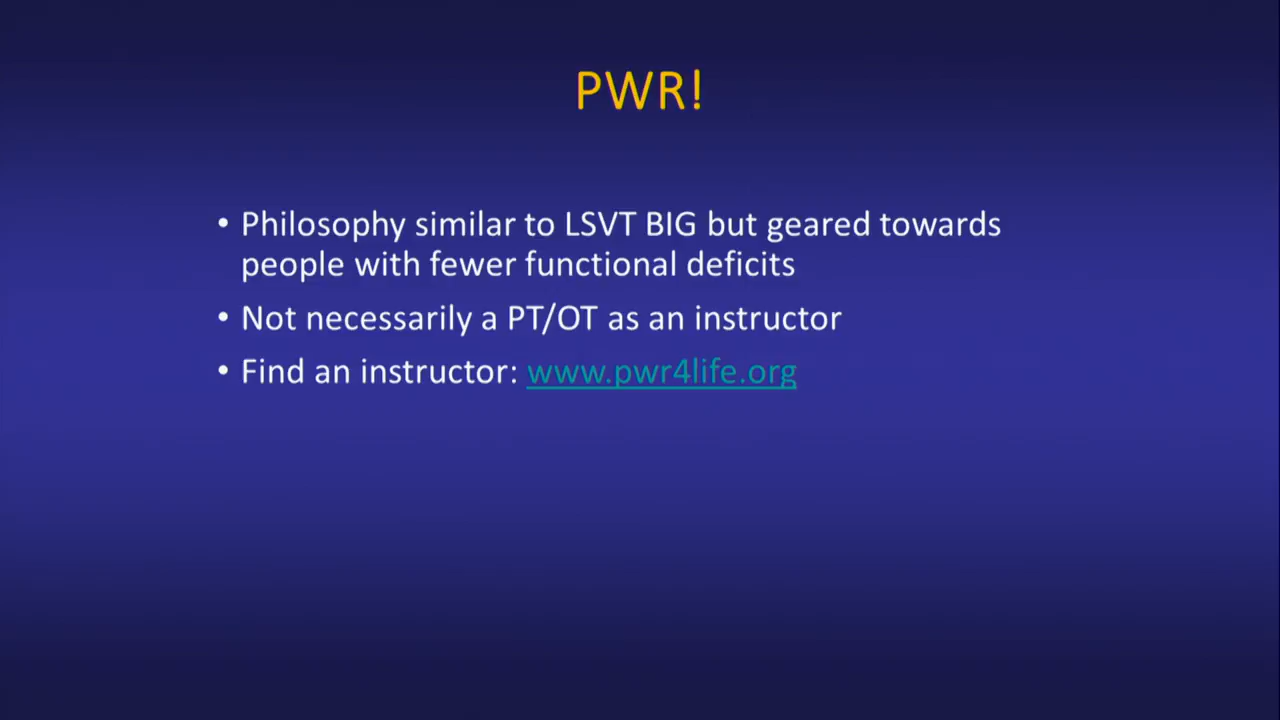 PWR!
• Philosophy similar to LSVT BIG but geared towards
people with fewer functional deficits
• Not necessarily a PT/OT as an instructor
• Find an instructor: www.pwr4life.org